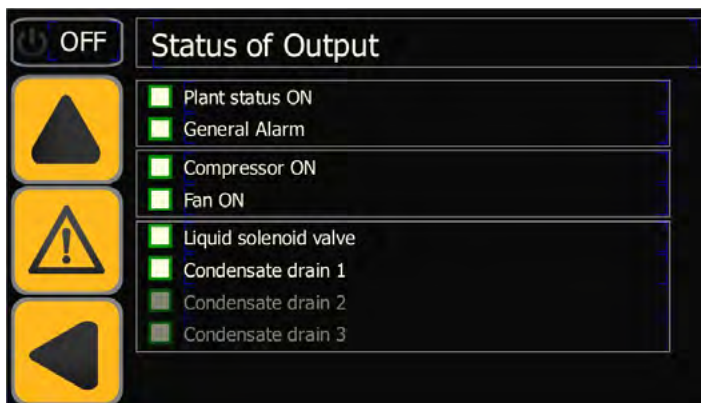 OFF
Status of Output
Plant status ON
General Alarm
Compressor ON
Fan ON
Liquid solenoid valve
Condensate drain 1
Condensate drain 2
Condensate drain 3